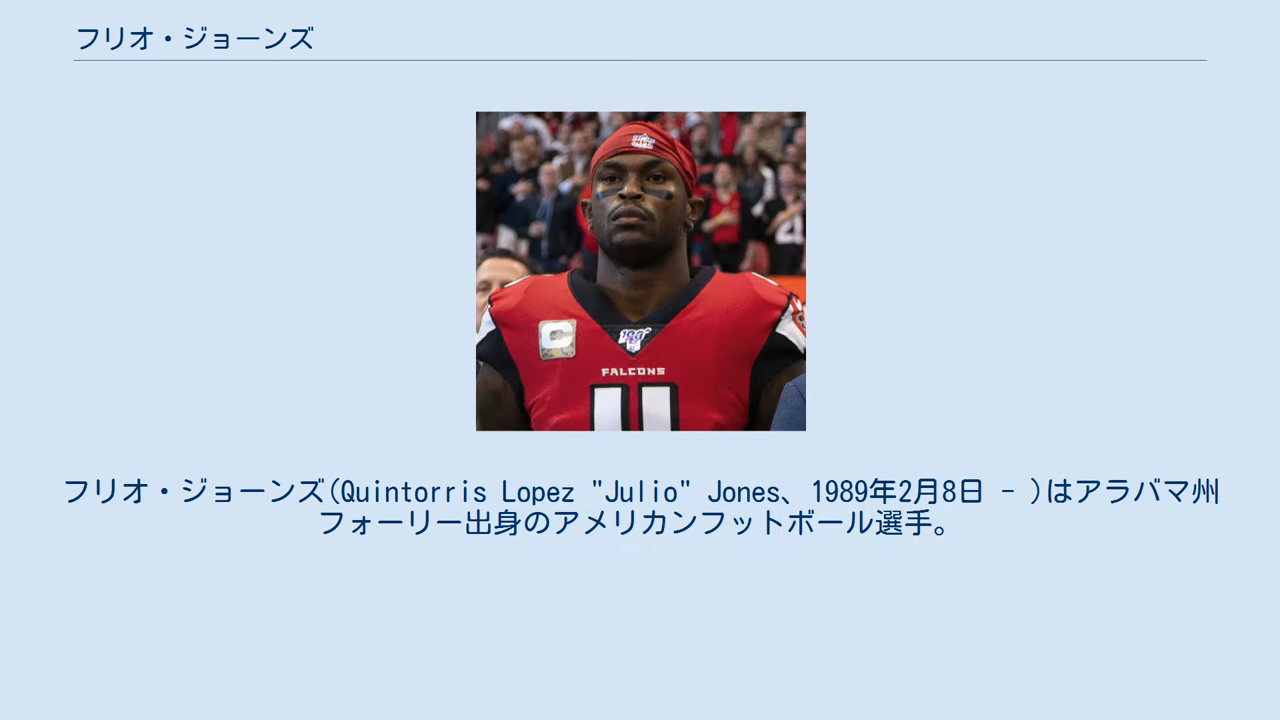 フリオ・ジョーンズ
C
FALCONS
11
フリオ・ジョーンズ(Quintorris Lopez "Julio" Jones、1989年2月8日 - )はアラバマ州
フォーリー出身のアメリカンフットボール選手。